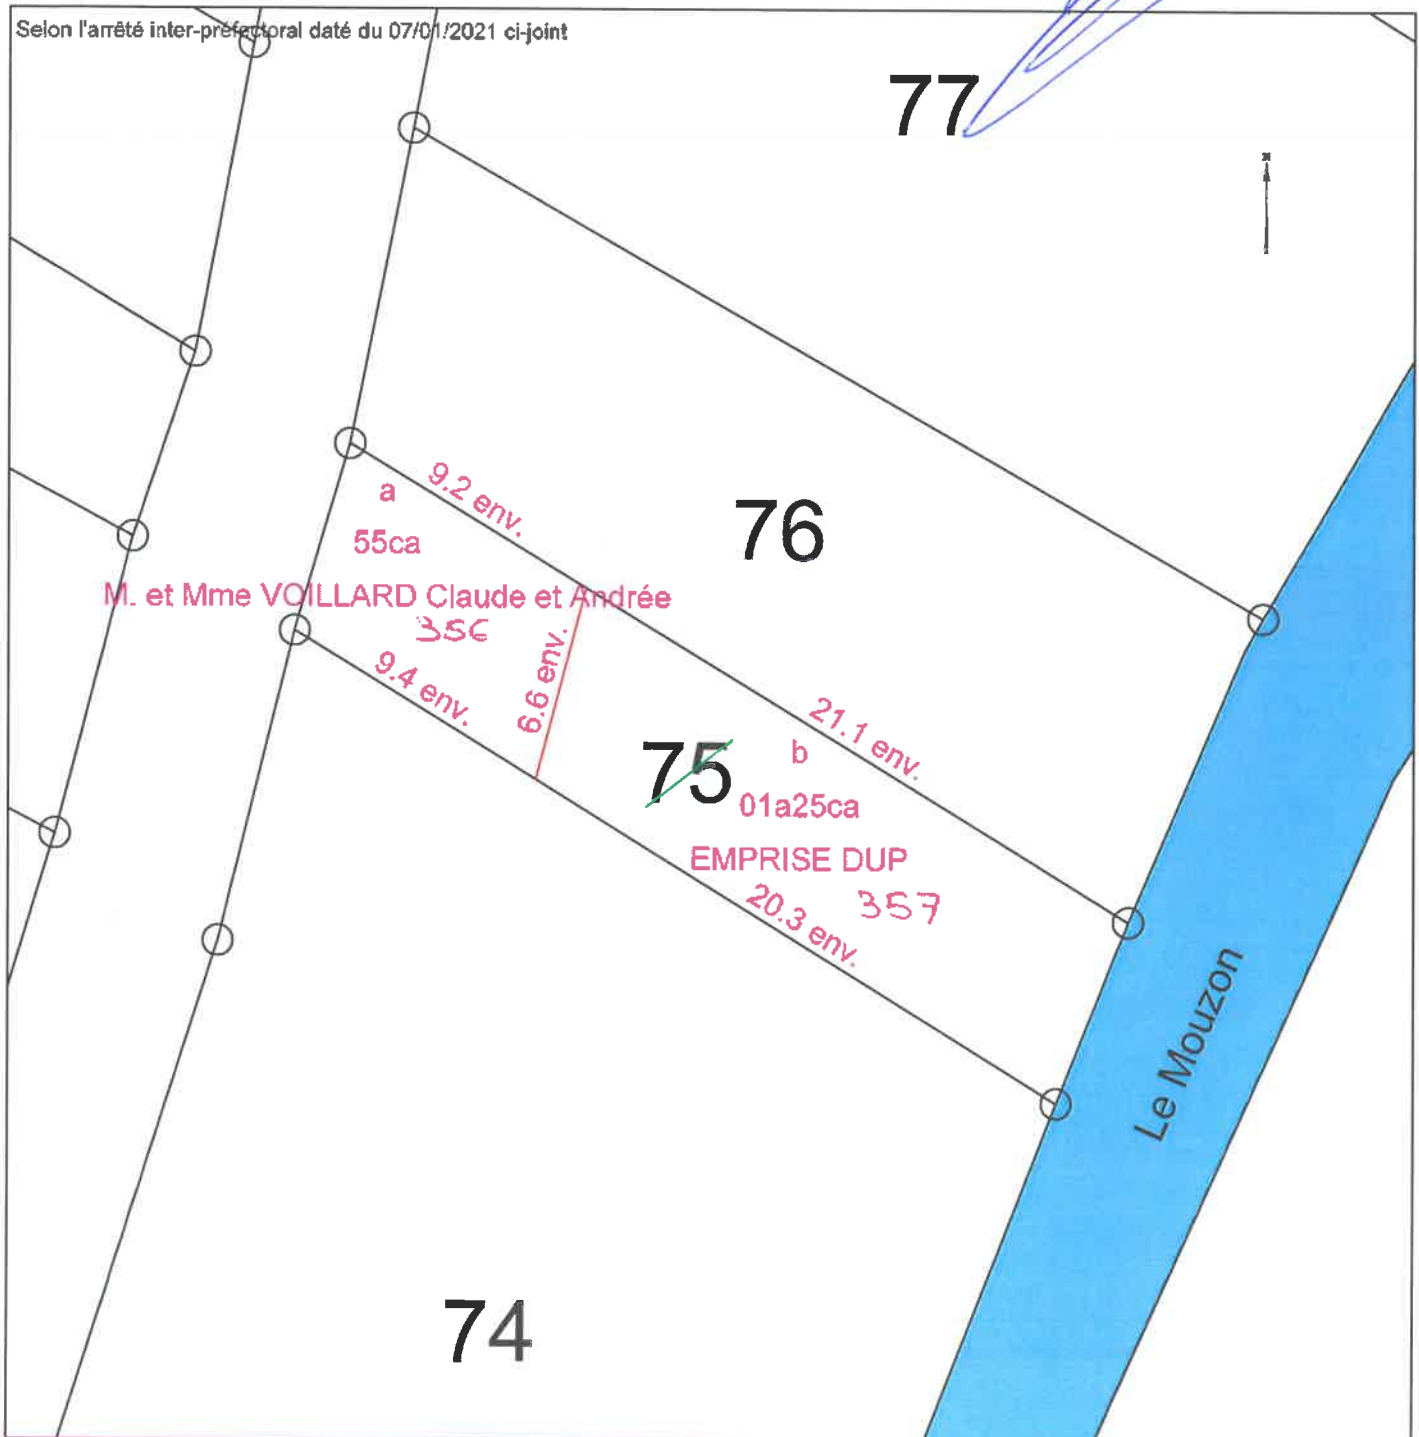 Selon l'arrêté inter-préfectoral daté du 07/01/2021 ci-joint
77
9.2 env.
a
55ca
76
M. et Mme VOILLARD Claude et Andrée
356
9.4 env.
6.6 env.
21.1 env.
75
b
01a25ca
EMPRISE DUP
357
20.3 env.
Le Mouzon
74